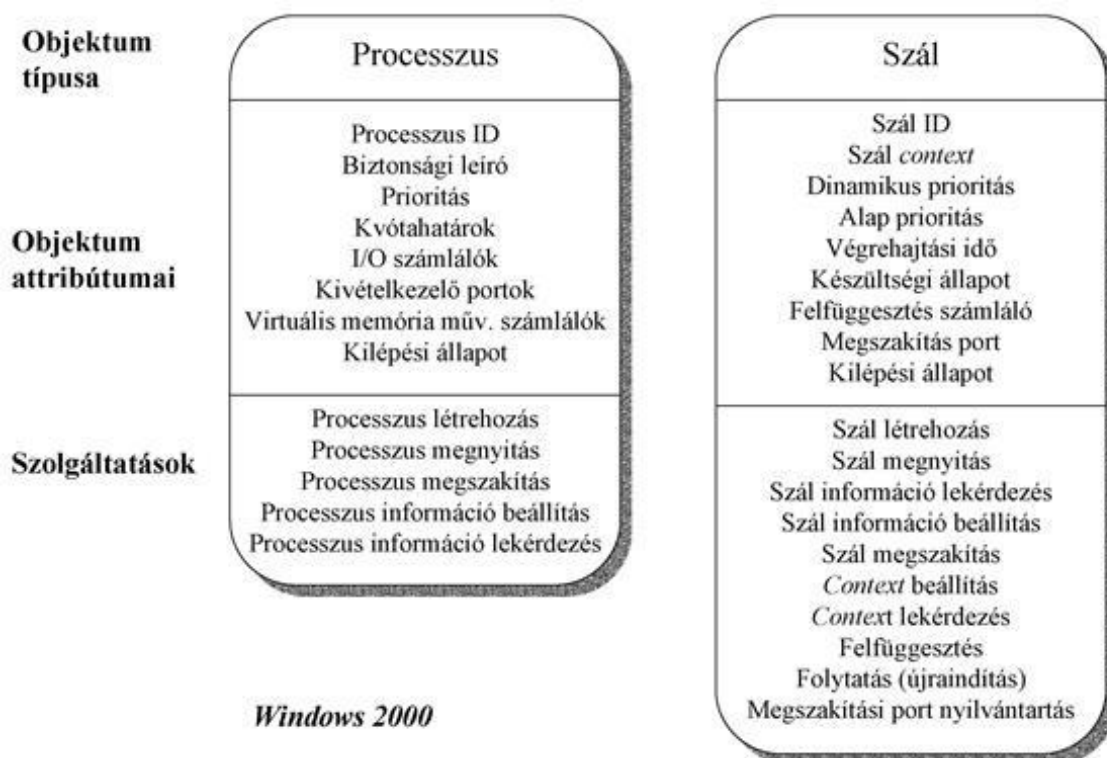 Objektum
típusa
Processzus
Szál
Objektum
attribútumai
Processzus ID
Biztonsági leíró
Prioritás
Kvótahatárok
I/O számlálók
Kivételkezelő portok
Virtuális memória műv. számlálók
Kilépési állapot
Szál ID
Szál context
Dinamikus prioritás
Alap prioritás
Végrehajtási idő
Készültségi állapot
Felfüggesztés számláló
Megszakítás port
Kilépési állapot
Szolgáltatások
Processzus létrehozás
Processzus megnyitás
Processzus megszakítás
Processzus információ beállítás
Processzus információ lekérdezés
Szál létrehozás
Szál megnyitás
Szál információ lekérdezés
Szál információ beállítás
Szál megszakítás
Context beállítás
Context lekérdezés
Felfüggesztés
Folytatás (újraindítás)
Megszakítási port nyilvántartás
Windows 2000